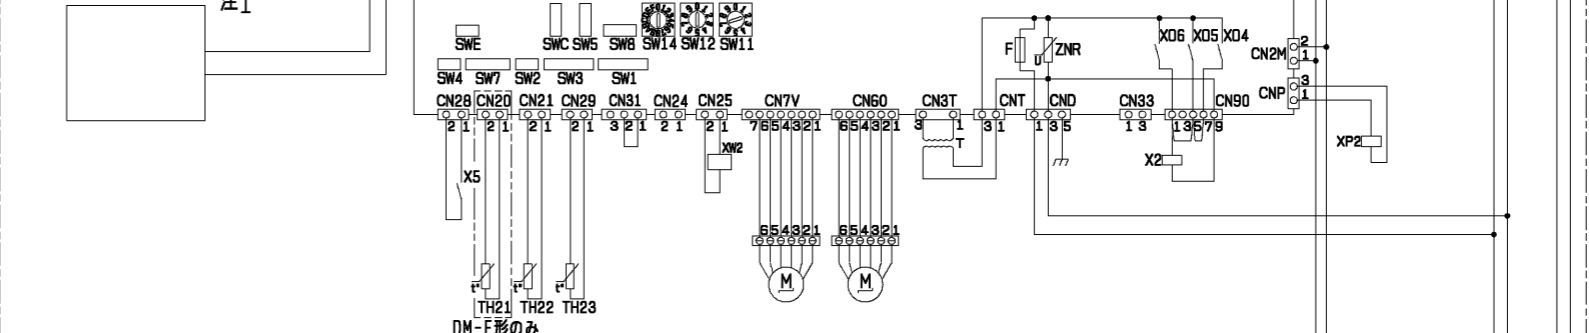 注1
SWE SWC SW5 SW8 SW14 SW12 SW11
F ZNR X06 X05 X04
U
CN2M 2
1
SW4 SW7 SW2 SW3 SW1
CNP 3
1
CN28 CN20 CN21 CN29 CN31 CN24 CN25 CN7V CN60 CN3T CNT CND CN33 CN90
2 1 2 1 2 1 2 1 3 2 1 2 1 2 1 7 6 5 4 3 2 1 6 5 4 3 2 1 3 1 3 1 1 3 5 1 3 1 3 5 7 9
XW2 T X2 XP2
X5
6 5 4 3 2 1 6 5 4 3 2 1
t° t° t° M M
TH21 TH22 TH23
DM-F形のみ